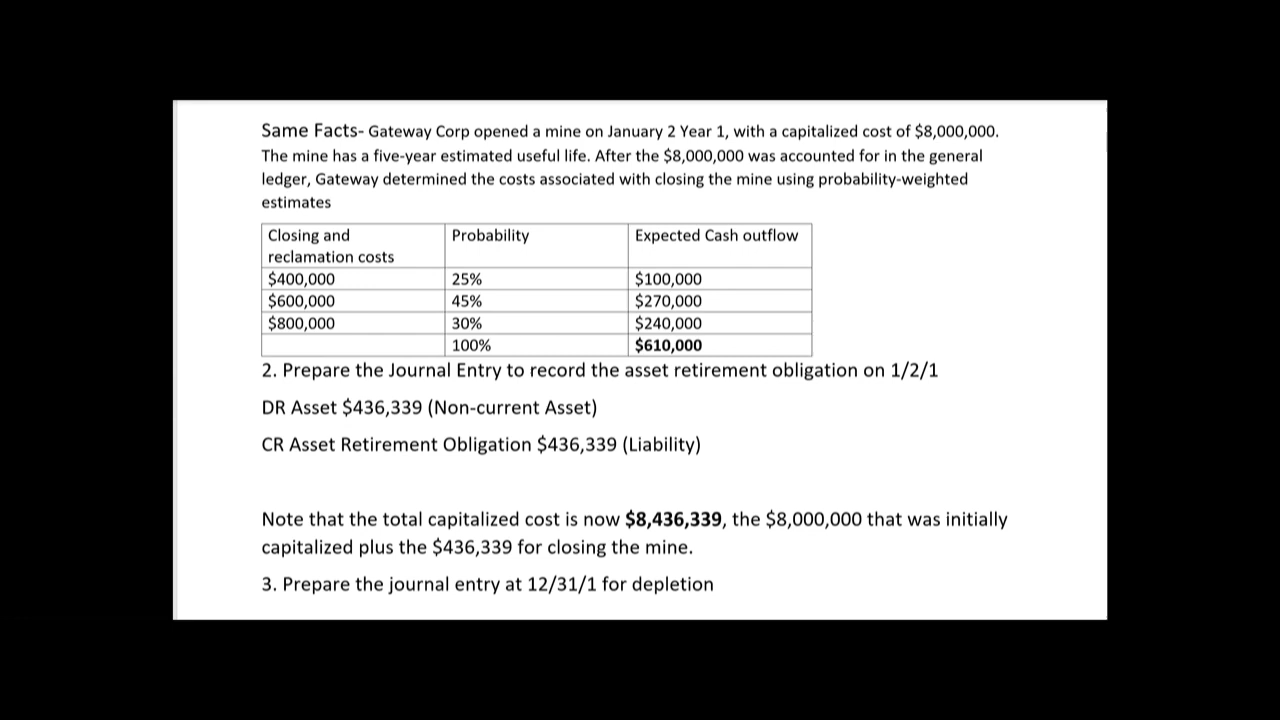 Same Facts- Gateway Corp opened a mine on January 2 Year 1, with a capitalized cost of $8,000,000.
The mine has a five-year estimated useful life. After the $8,000,000 was accounted for in the general
ledger, Gateway determined the costs associated with closing the mine using probability-weighted
estimates
Closing and reclamation costs Probability Expected Cash outflow
$400,000 25% $100,000
$600,000 45% $270,000
$800,000 30% $240,000
100% $610,000
2. Prepare the Journal Entry to record the asset retirement obligation on 1/2/1
DR Asset $436,339 (Non-current Asset)
CR Asset Retirement Obligation $436,339 (Liability)
Note that the total capitalized cost is now $8,436,339, the $8,000,000 that was initially
capitalized plus the $436,339 for closing the mine.
3. Prepare the journal entry at 12/31/1 for depletion